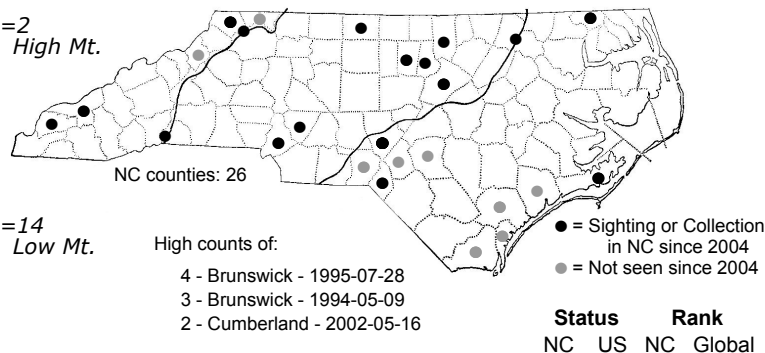 =2
High Mt.
NC counties: 26
=14
Low Mt.
High counts of:
4 - Brunswick - 1995-07-28
3 - Brunswick - 1994-05-09
2 - Cumberland - 2002-05-16
= Sighting or Collection
in NC since 2004
= Not seen since 2004
Status Rank
NC US NC Global